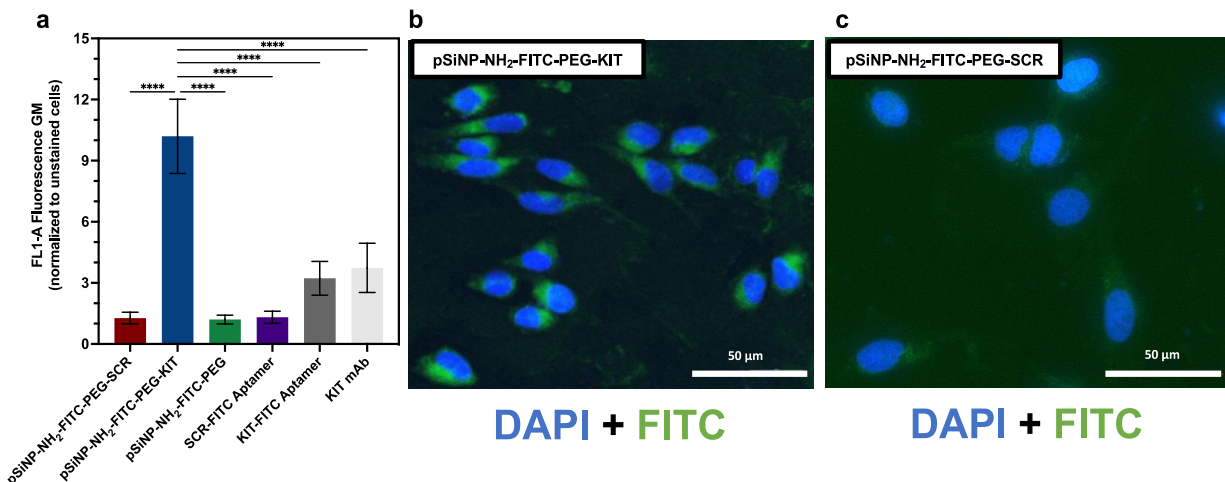 a
FL1-A Fluorescence GM
(normalized to unstained cells)
15
12
9
6
3
0
****
****
****
****
****
pSiNP-NH2-FITC-PEG-SCR
pSiNP-NH2-FITC-PEG-KIT
pSiNP-NH2-FITC-PEG
SCR-FITC Aptamer
KIT-FITC Aptamer
KIT mAb
b
pSiNP-NH2-FITC-PEG-KIT
50 µm
DAPI + FITC
c
pSiNP-NH2-FITC-PEG-SCR
50 µm
DAPI + FITC